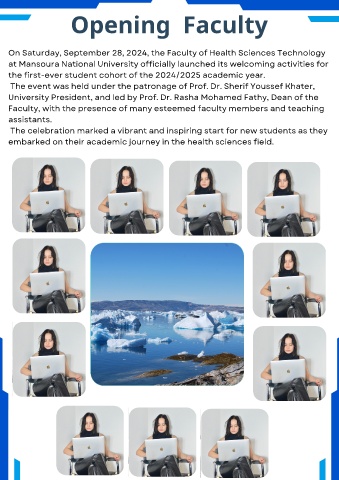 Opening Faculty
On Saturday, September 28, 2024, the Faculty of Health Sciences Technology
at Mansoura National University officially launched its welcoming activities for
the first-ever student cohort of the 2024/2025 academic year.
The event was held under the patronage of Prof. Dr. Sherif Youssef Khater,
University President, and led by Prof. Dr. Rasha Mohamed Fathy, Dean of the
Faculty, with the presence of many esteemed faculty members and teaching
assistants.
The celebration marked a vibrant and inspiring start for new students as they
embarked on their academic journey in the health sciences field.